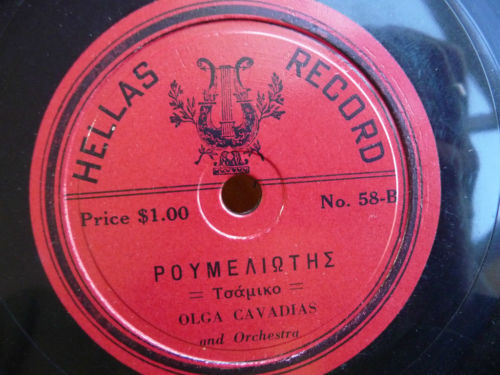 HELLAS RECORD
Price $1.00
No. 58-B
ΡΟΥΜΕΛΙΩΤΗΣ
= Τσάμικο =
OLGA CAVADIAS
and Orchestra